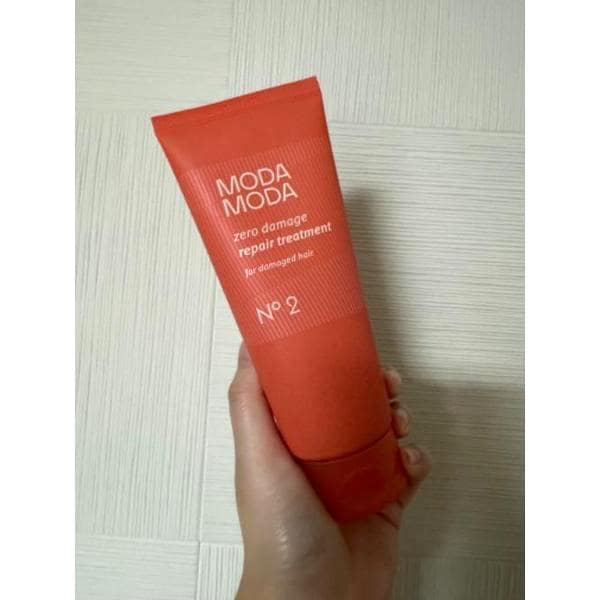 MODA
MODA
zero damage
repair treatment
for damaged hair
Nº 2